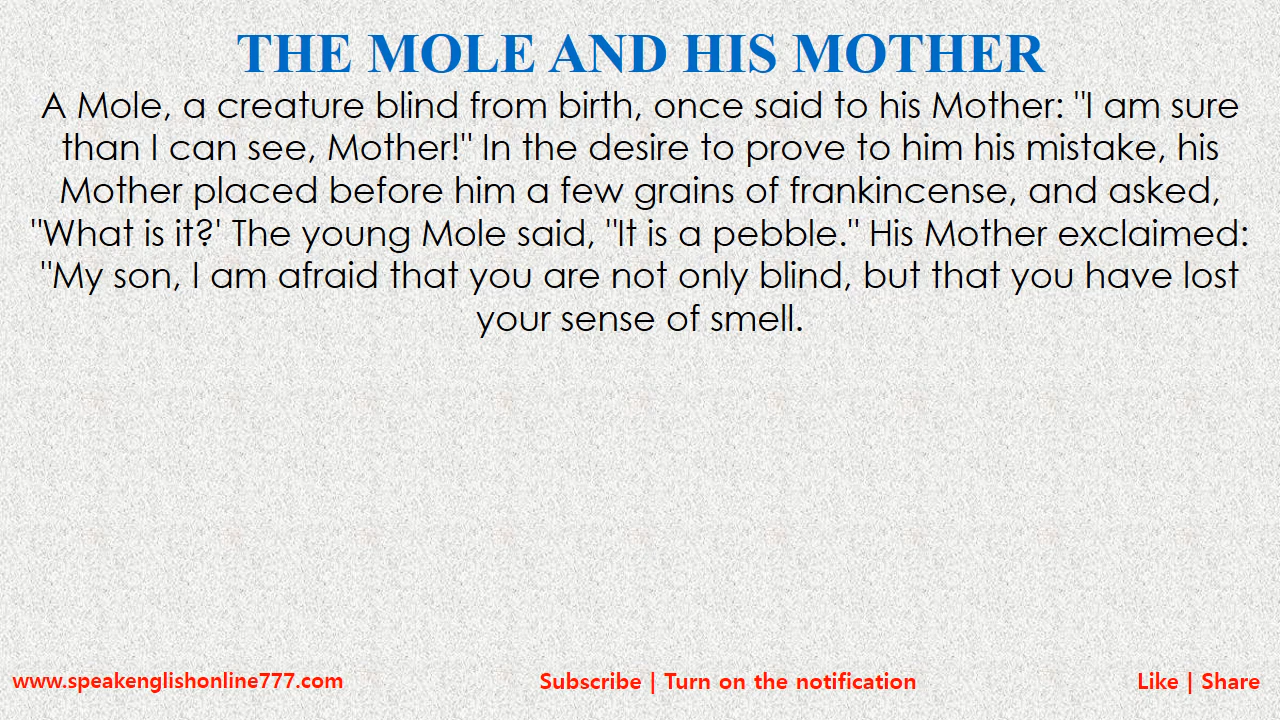 THE MOLE AND HIS MOTHER
A Mole, a creature blind from birth, once said to his Mother: "I am sure
than I can see, Mother!" In the desire to prove to him his mistake, his
Mother placed before him a few grains of frankincense, and asked,
"What is it?' The young Mole said, "It is a pebble." His Mother exclaimed:
"My son, I am afraid that you are not only blind, but that you have lost
your sense of smell.
www.speakenglishonline777.com Subscribe | Turn on the notification Like | Share